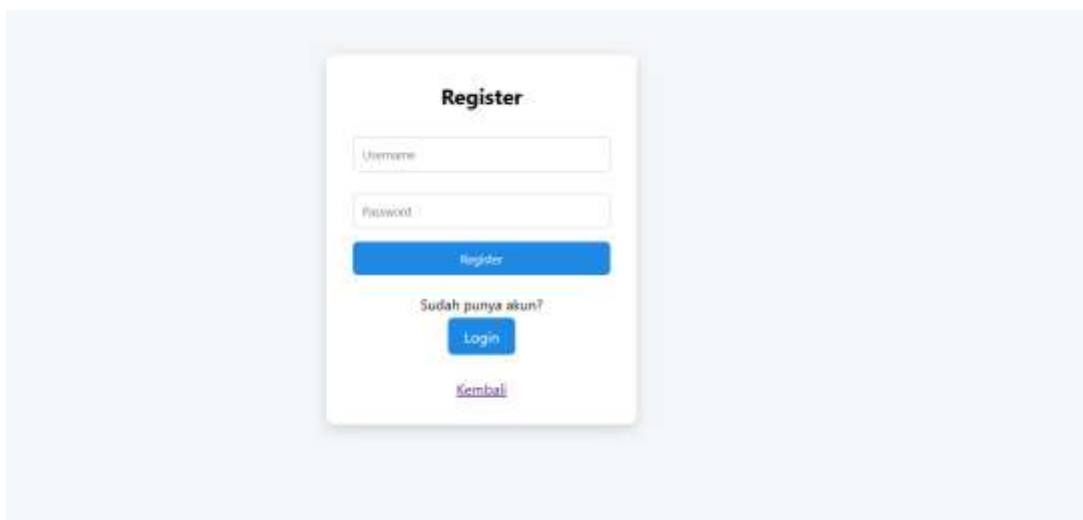 Register
Username
Password
Register
Sudah punya akun?
Login
Kembali